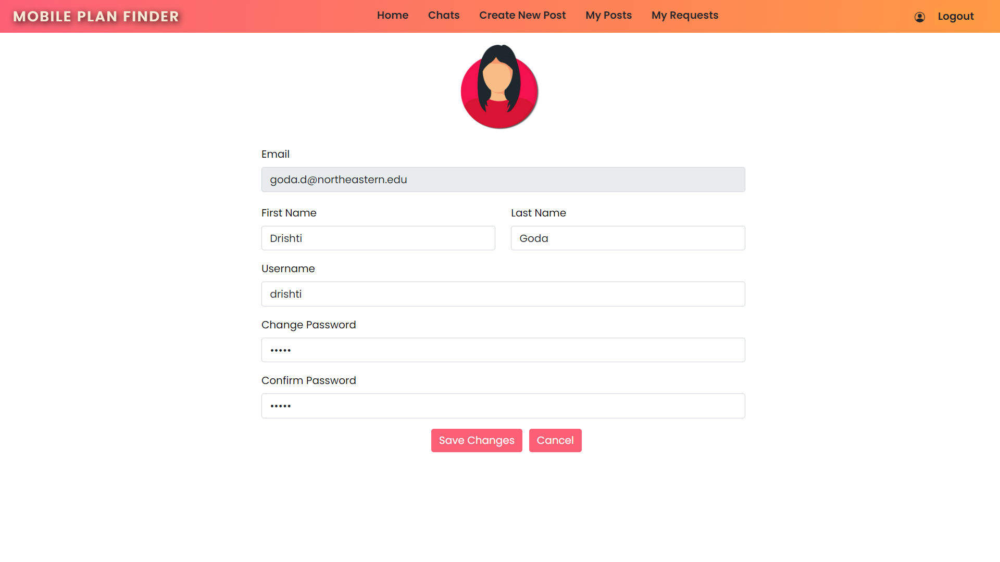 MOBILE PLAN FINDER Home Chats Create New Post My Posts My Requests Logout
Email
goda.d@northeastern.edu
First Name Last Name
Drishti Goda
Username
drishti
Change Password
•••••
Confirm Password
•••••
Save Changes Cancel